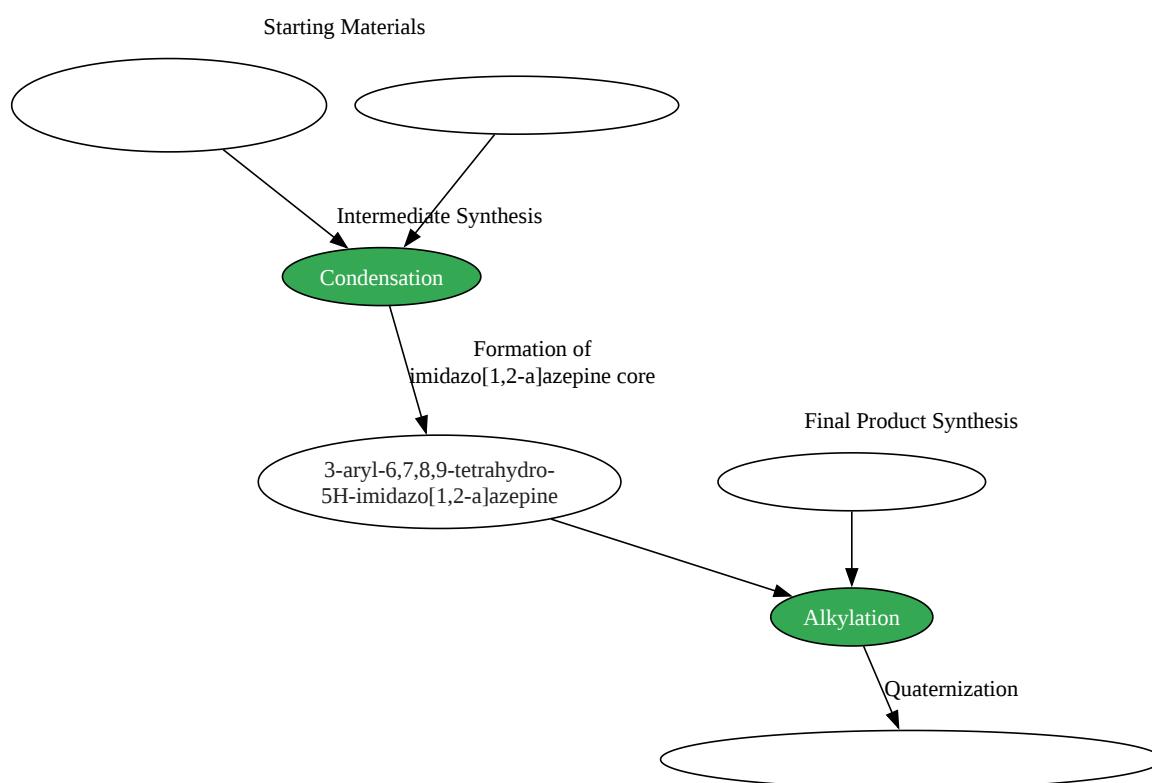 Starting Materials
Intermediate Synthesis
Condensation
Formation of
imidazo[1,2-a]azepine core
Final Product Synthesis
3-aryl-6,7,8,9-tetrahydro-
5H-imidazo[1,2-a]azepine
Alkylation
Quaternization